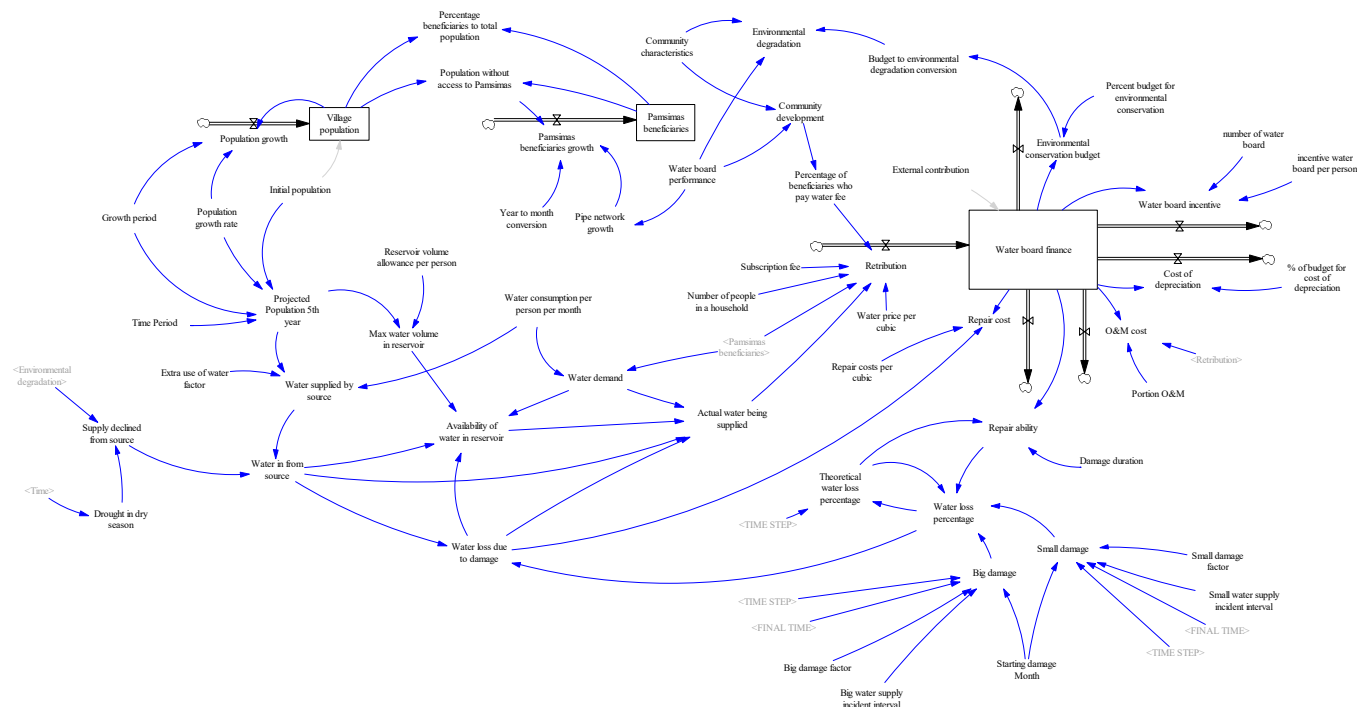 Percentage
beneficiaries to total
population
Community
characteristics
Environmental
degradation
Budget to environmental
degradation conversion
Population without
access to Pamsimas
Percent budget for
environmental
conservation
Village
population
Pamsimas
beneficiaries
Community
development
Population growth
Pamsimas
beneficiaries growth
Environmental
conservation budget
number of water
board
incentive water
board per person
Water board
performance
External contribution
Percentage of
beneficiaries who
pay water fee
Initial population
Growth period
Population
growth rate
Year to month
conversion
Pipe network
growth
Water board incentive
Water board finance
Reservoir volume
allowance per person
Subscription fee
Retribution
Cost of
depreciation
% of budget for
cost of
depreciation
Number of people
in a household
Water consumption per
person per month
Projected
Population 5th
year
Time Period
Max water volume
in reservoir
Water price per
cubic
Repair cost
O&M cost
<Pamsimas
beneficiaries>
<Retribution>
Repair costs per
cubic
<Environmental
degradation>
Extra use of water
factor
Water supplied by
source
Water demand
Portion O&M
Supply declined
from source
Availability of
water in reservoir
Actual water being
supplied
Repair ability
Water in from
source
Damage duration
Theoretical
water loss
percentage
<Time>
Drought in dry
season
<TIME STEP>
Water loss
percentage
Water loss due
to damage
Small damage
Small damage
factor
Big damage
Small water supply
incident interval
<TIME STEP>
<FINAL TIME>
<FINAL TIME>
<TIME STEP>
Big damage factor
Starting damage
Month
Big water supply
incident interval